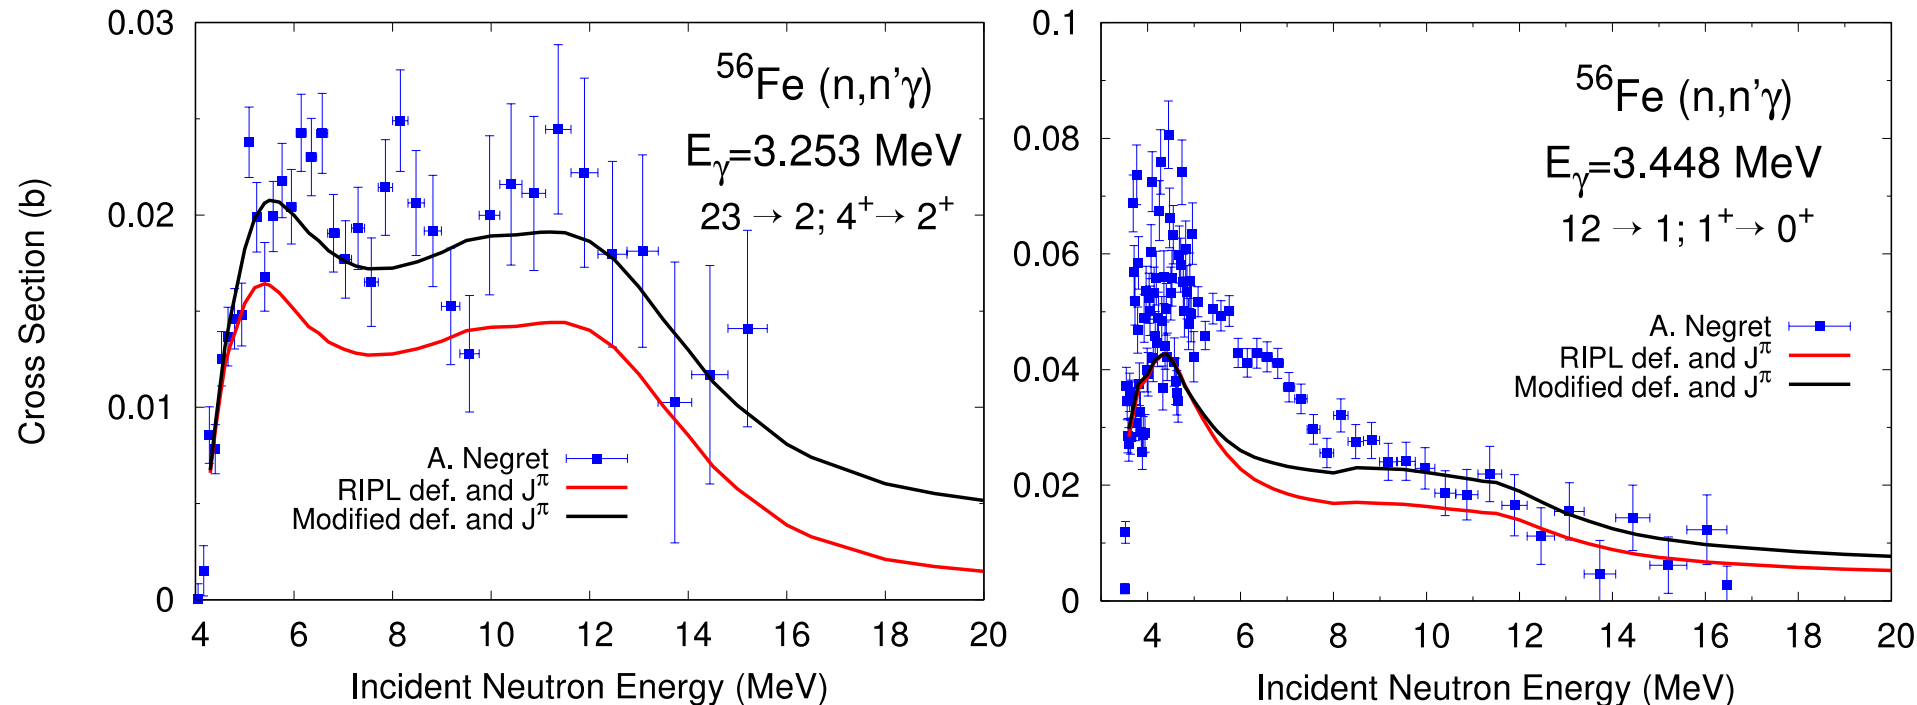 0.03
0.02
0.01
0
Cross Section (b)
⁵⁶Fe (n,n'γ)
Eγ=3.253 MeV
23 → 2; 4⁺→ 2⁺
A. Negret
RIPL def. and Jπ
Modified def. and Jπ
4 6 8 10 12 14 16 18 20
Incident Neutron Energy (MeV)
0.1
0.08
0.06
0.04
0.02
0
⁵⁶Fe (n,n'γ)
Eγ=3.448 MeV
12 → 1; 1⁺→ 0⁺
A. Negret
RIPL def. and Jπ
Modified def. and Jπ
4 6 8 10 12 14 16 18 20
Incident Neutron Energy (MeV)